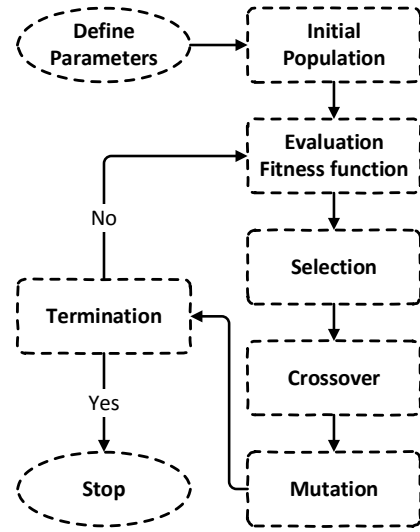 Define
Parameters
Initial
Population
Evaluation
Fitness function
No
Selection
Termination
Crossover
Yes
Stop
Mutation